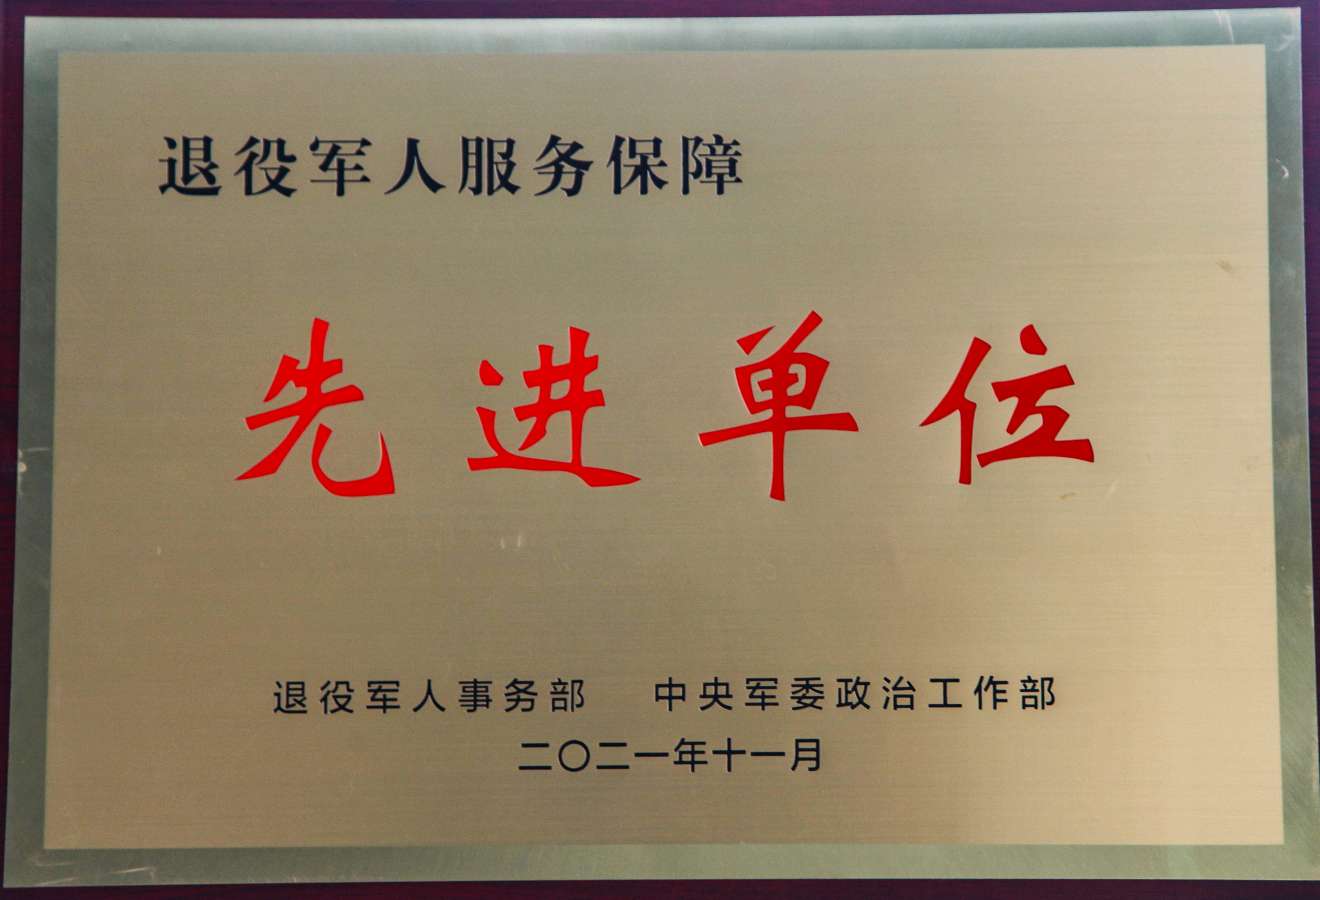 退役军人服务保障
先进单位
退役军人事务部 中央军委政治工作部
二〇二一年十一月